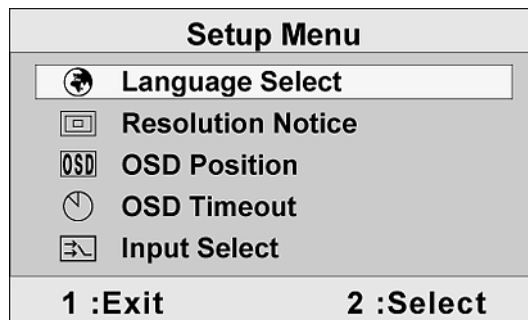 Setup Menu
Language Select
Resolution Notice
OSD OSD Position
OSD Timeout
Input Select
1 :Exit 2 :Select